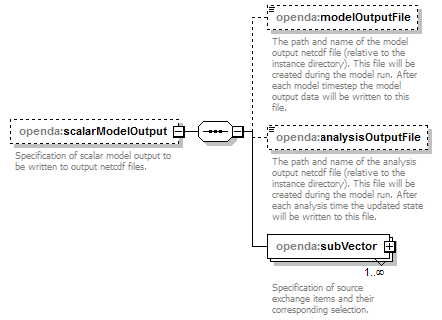 openda:modelOutputFile
The path and name of the model
output netcdf file (relative to the
instance directory). This file will be
created during the model run. After
each model timestep the model
output data will be written to this
file.
openda:scalarModelOutput
Specification of scalar model output to
be written to output netcdf files.
openda:analysisOutputFile
The path and name of the analysis
output netcdf file (relative to the
instance directory). This file will be
created during the model run. After
each analysis time the updated state
will be written to this file.
openda:subVector
1..∞
Specification of source
exchange items and their
corresponding selection.